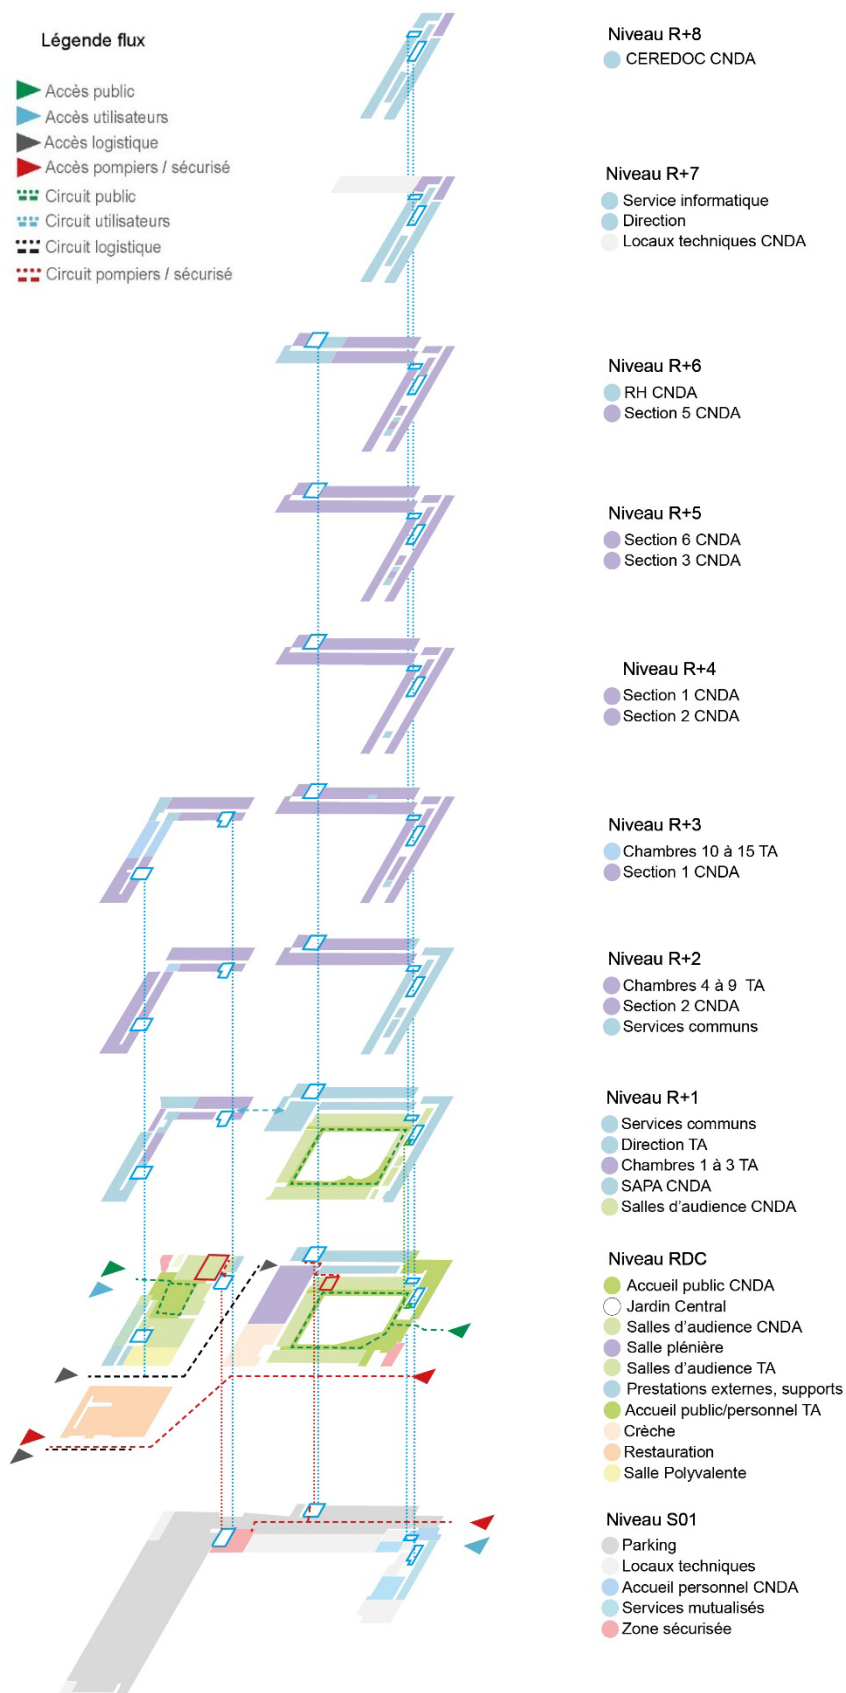 Légende flux
Accès public
Accès utilisateurs
Accès logistique
Accès pompiers / sécurisé
Circuit public
Circuit utilisateurs
Circuit logistique
Circuit pompiers / sécurisé
Niveau R+8
CEREDOC CNDA
Niveau R+7
Service informatique
Direction
Locaux techniques CNDA
Niveau R+6
RH CNDA
Section 5 CNDA
Niveau R+5
Section 6 CNDA
Section 3 CNDA
Niveau R+4
Section 1 CNDA
Section 2 CNDA
Niveau R+3
Chambres 10 à 15 TA
Section 1 CNDA
Niveau R+2
Chambres 4 à 9 TA
Section 2 CNDA
Services communs
Niveau R+1
Services communs
Direction TA
Chambres 1 à 3 TA
SAPA CNDA
Salles d'audience CNDA
Niveau RDC
Accueil public CNDA
Jardin Central
Salles d'audience CNDA
Salle plénière
Salles d'audience TA
Prestations externes, supports
Accueil public/personnel TA
Crèche
Restauration
Salle Polyvalente
Niveau S01
Parking
Locaux techniques
Accueil personnel CNDA
Services mutualisés
Zone sécurisée